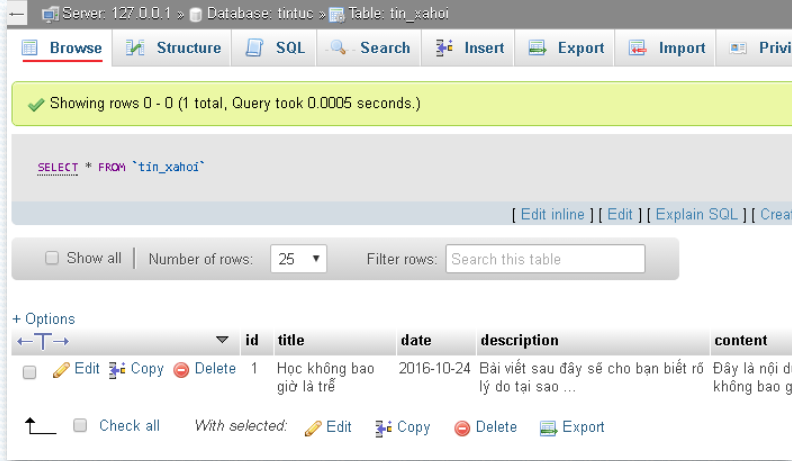 ← Server: 127.0.0.1 » Database: tintuc » Table: tin_xahoi
Browse Structure SQL Search Insert Export Import Privi
Showing rows 0 - 0 (1 total, Query took 0.0005 seconds.)
SELECT * FROM `tin_xahoi`
[ Edit inline ] [ Edit ] [ Explain SQL ] [ Creat
Show all Number of rows: 25 Filter rows: Search this table
+ Options
←T→ id title date description content
Edit Copy Delete 1 Học không bao 2016-10-24 Bài viết sau đây sẽ cho bạn biết rõ Đây là nội d
giờ là trễ lý do tại sao ... không bao g
Check all With selected: Edit Copy Delete Export